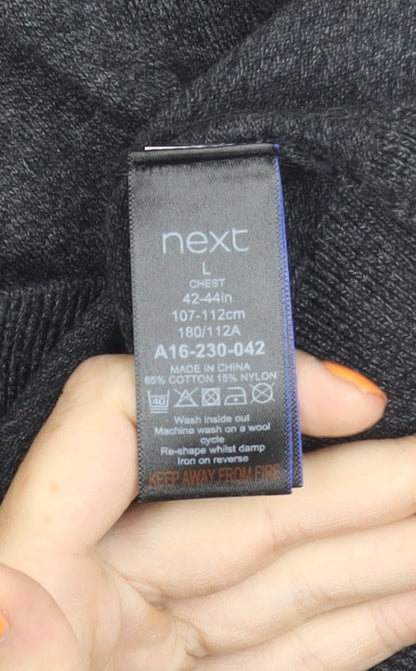 next
L
CHEST
42-44in
107-112cm
180/112A
A16-230-042
MADE IN CHINA
85% COTTON 15% NYLON
40
Wash inside out
Machine wash on a wool
cycle
Re-shape whilst damp
Iron on reverse
KEEP AWAY FROM FIRE